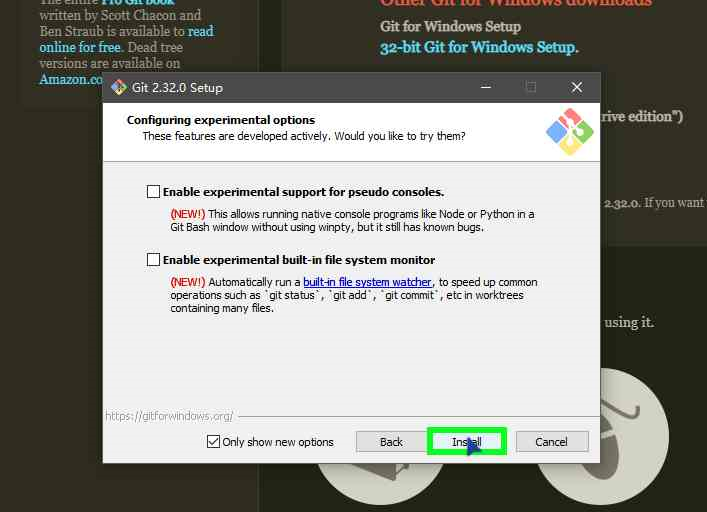 The entire Pro Git book
written by Scott Chacon and
Ben Straub is available to read
online for free. Dead tree
versions are available on
Amazon.co
Other Git for Windows downloads
Git for Windows Setup
32-bit Git for Windows Setup.
rive edition")
2.32.0. If you want
using it.
Git 2.32.0 Setup
Configuring experimental options
These features are developed actively. Would you like to try them?
Enable experimental support for pseudo consoles.
(NEW!) This allows running native console programs like Node or Python in a
Git Bash window without using winpty, but it still has known bugs.
Enable experimental built-in file system monitor
(NEW!) Automatically run a built-in file system watcher, to speed up common
operations such as `git status`, `git add`, `git commit`, etc in worktrees
containing many files.
https://gitforwindows.org/
Only show new options
Back
Install
Cancel